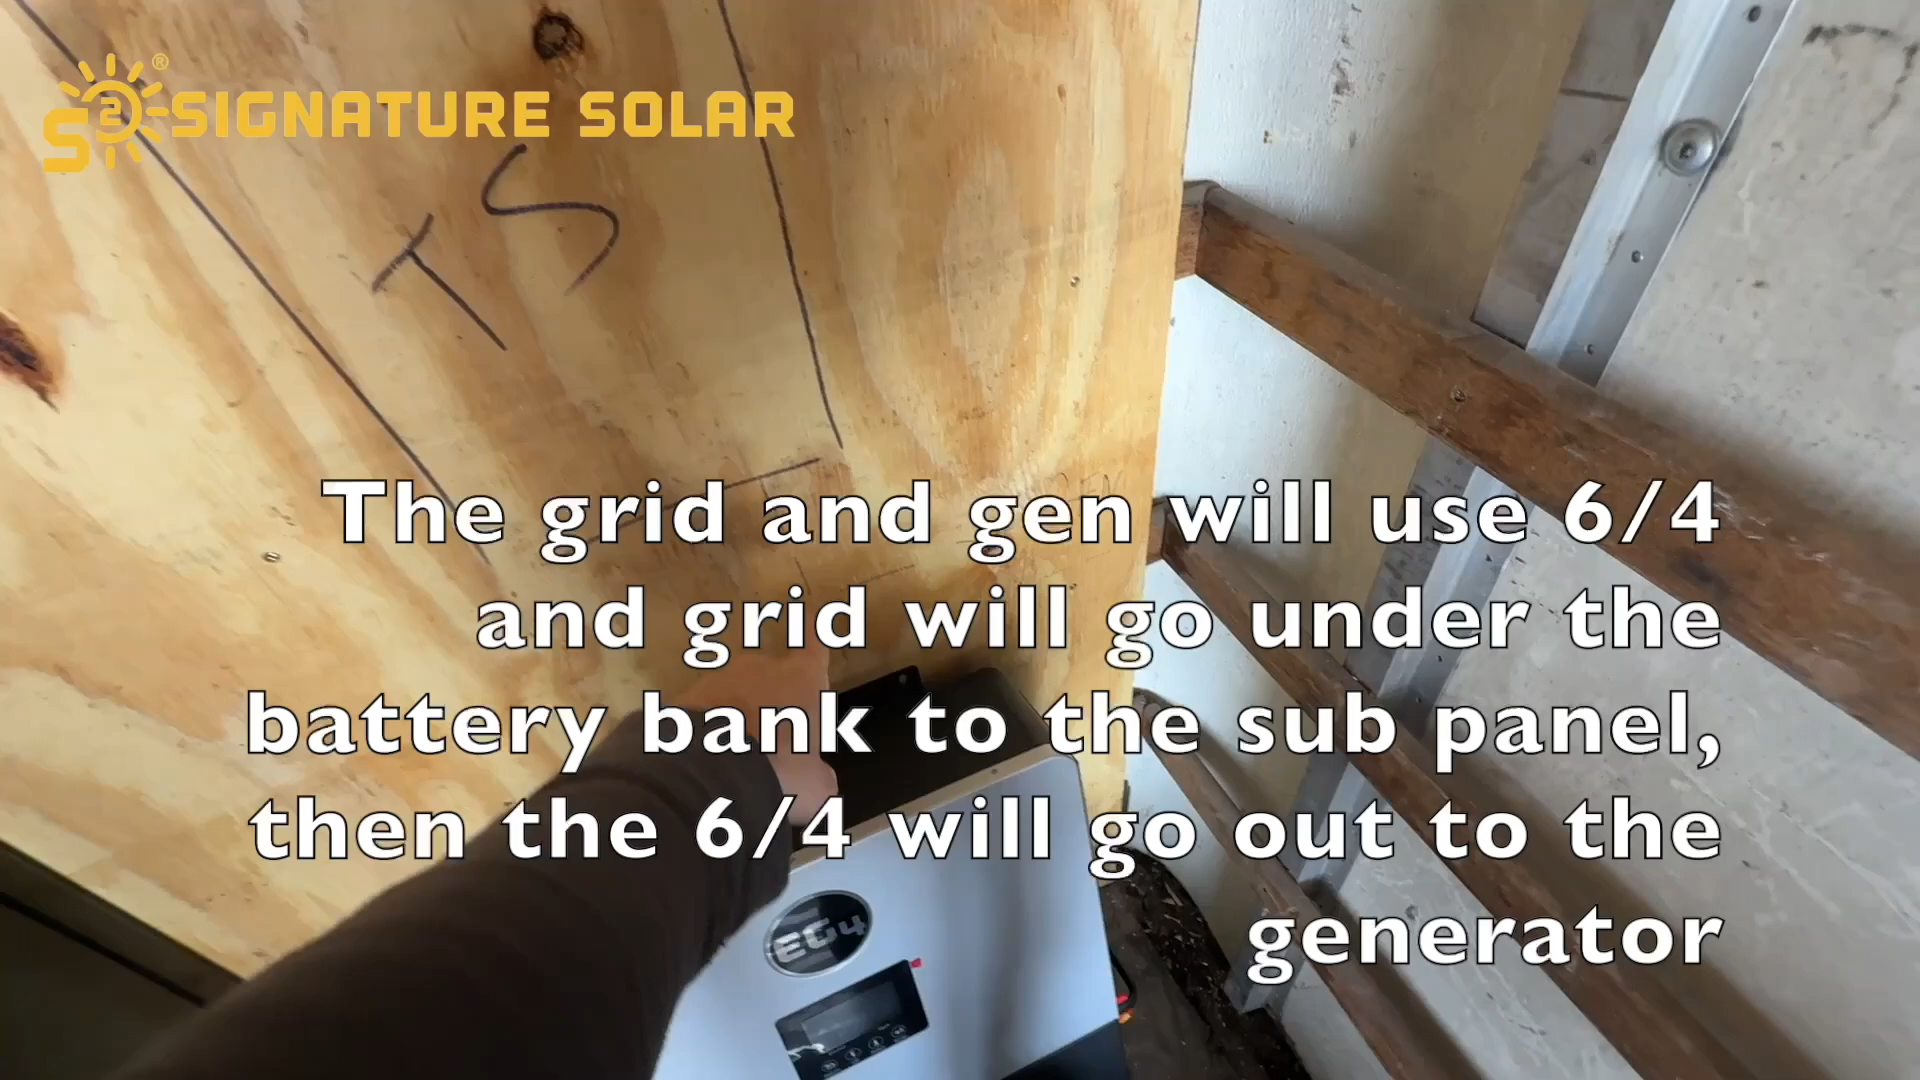 S2 SIGNATURE SOLAR ®
TS
The grid and gen will use 6/4
and grid will go under the
battery bank to the sub panel,
then the 6/4 will go out to the
generator
EG4